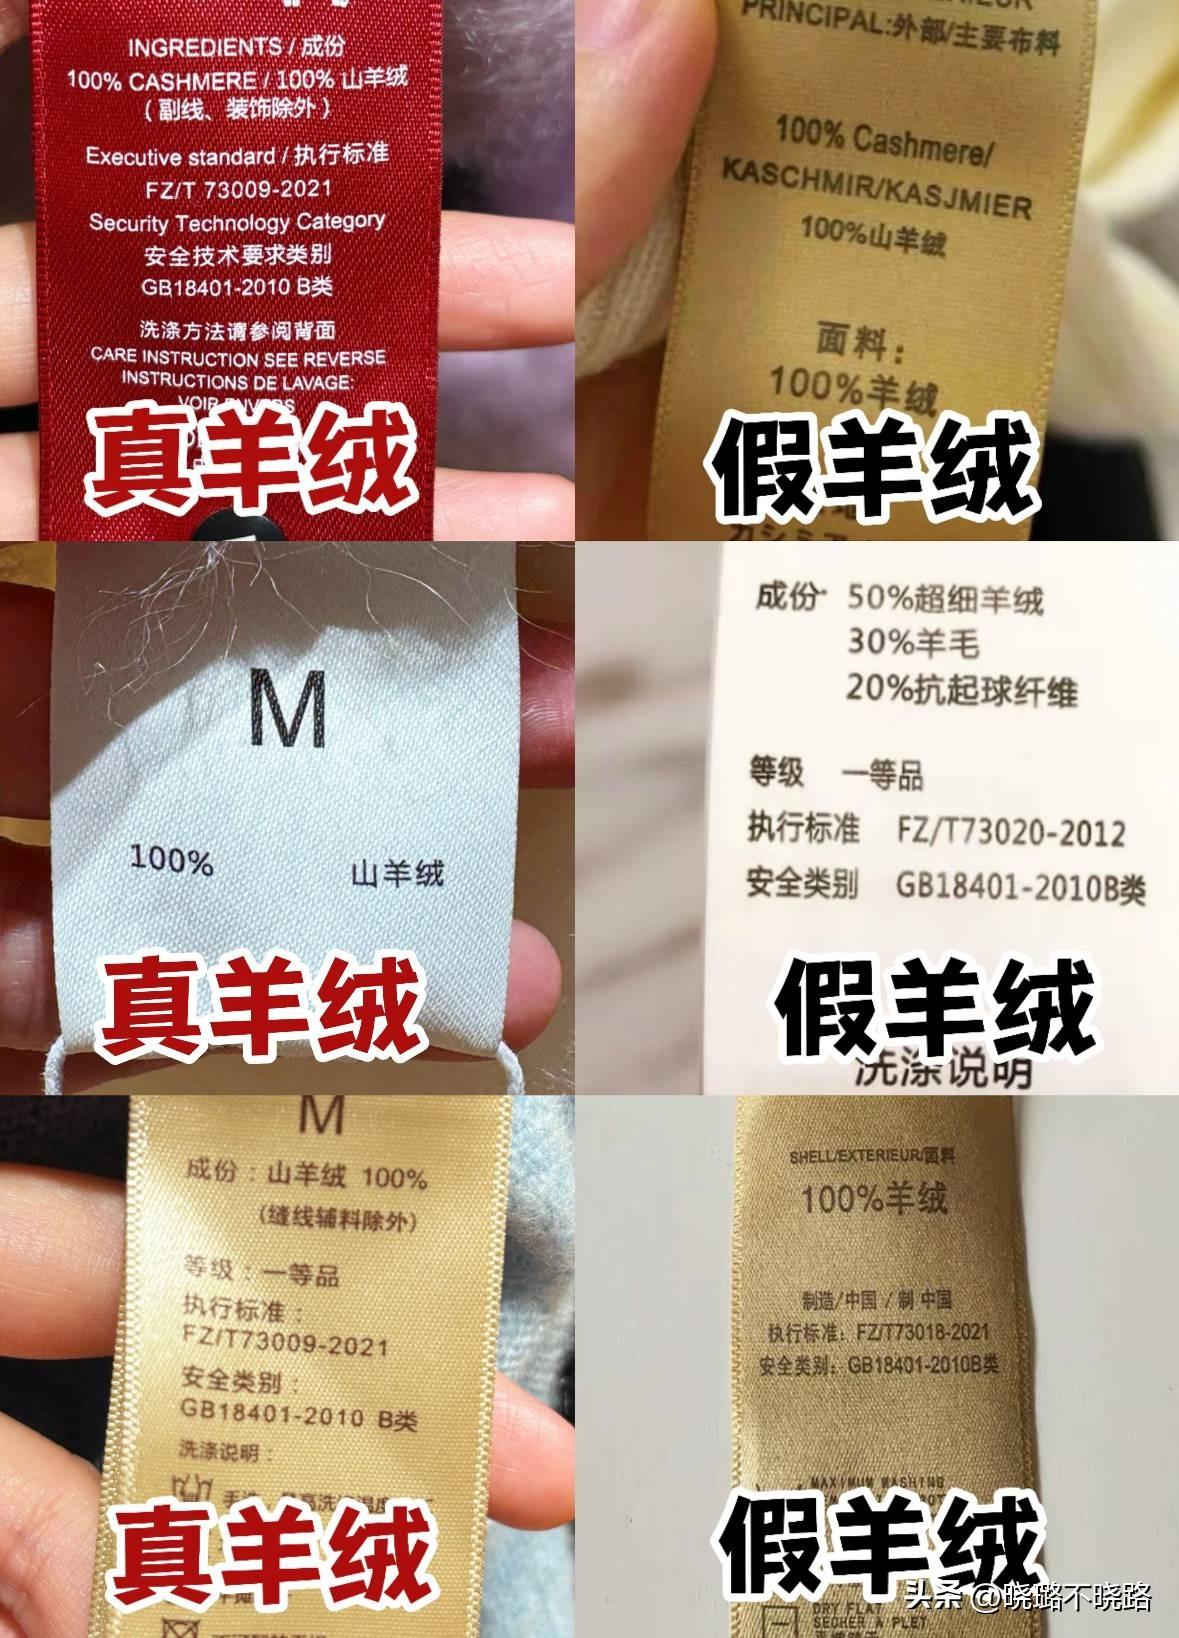 INGREDIENTS / 成份
100% CASHMERE / 100% 山羊绒
（副线、装饰除外）
Executive standard / 执行标准
FZ/T 73009-2021
Security Technology Category
安全技术要求类别
GB18401-2010 B类
洗涤方法请参阅背面
CARE INSTRUCTION SEE REVERSE
INSTRUCTIONS DE LAVAGE:
VOIR ENVERS
真羊绒
PRINCIPAL:外部/主要布料
100% Cashmere/
KASCHMIR/KASJMIER
100%山羊绒
面料：
100%羊绒
假羊绒
M
100% 山羊绒
真羊绒
成份 50%超细羊绒
30%羊毛
20%抗起球纤维
等级 一等品
执行标准 FZ/T73020-2012
安全类别 GB18401-2010B类
假羊绒
洗涤说明
M
成份：山羊绒 100%
（缝线辅料除外）
等级：一等品
执行标准：
FZ/T73009-2021
安全类别：
GB18401-2010 B类
洗涤说明：
真羊绒
SHELL/EXTERIEUR/面料
100%羊绒
制造/中国 / 制 中国
执行标准：FZ/T73018-2021
安全类别：GB18401-2010B类
MAXIMUM WASHING
假羊绒
DRY FLAT
头条 @晓璐不晓路